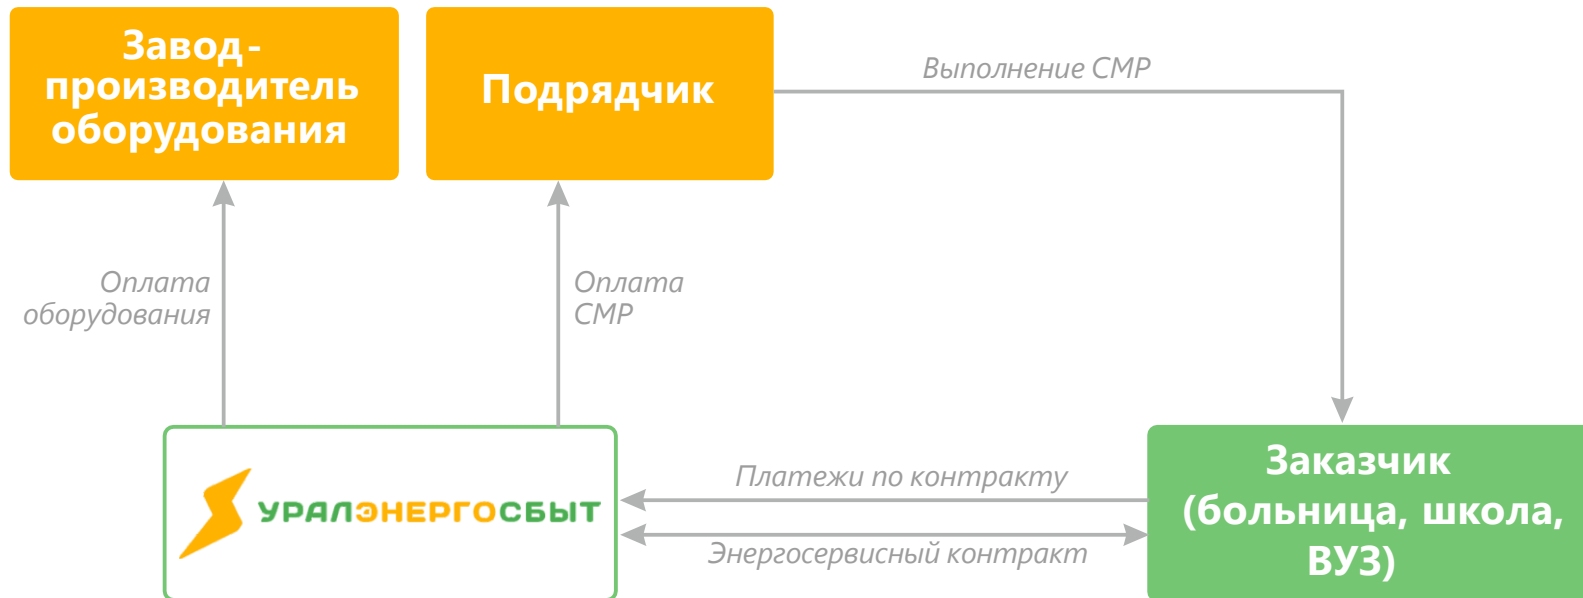 Завод-
производитель
оборудования
Подрядчик
Выполнение СМР
Оплата
оборудования
Оплата
СМР
УРАЛЭНЕРГОСБЫТ
Платежи по контракту
Энергосервисный контракт
Заказчик
(больница, школа,
ВУЗ)